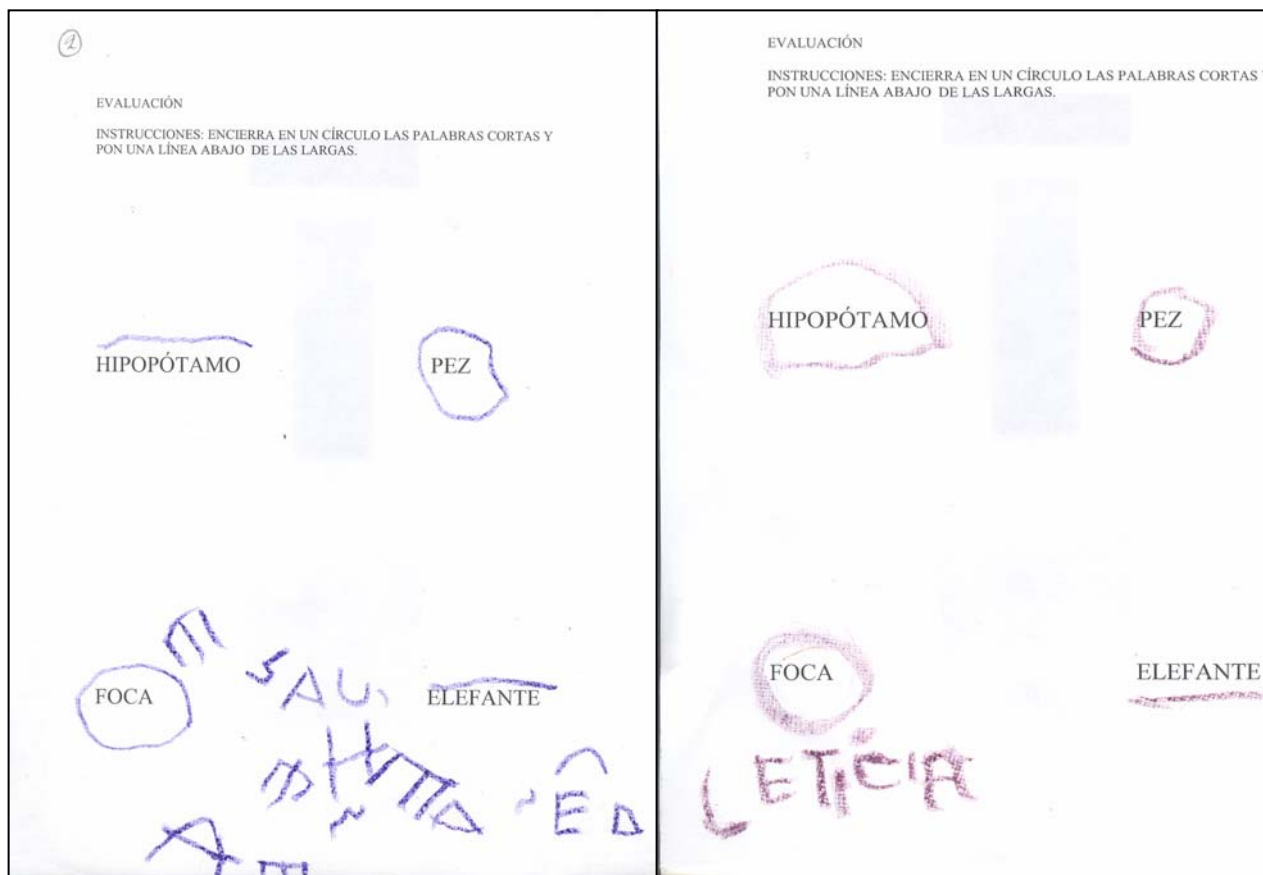 1
EVALUACIÓN
INSTRUCCIONES: ENCIERRA EN UN CÍRCULO LAS PALABRAS CORTAS Y
PON UNA LÍNEA ABAJO DE LAS LARGAS.
HIPOPÓTAMO PEZ
E SAU
FOCA ELEFANTE
EVALUACIÓN
INSTRUCCIONES: ENCIERRA EN UN CÍRCULO LAS PALABRAS CORTAS
PON UNA LÍNEA ABAJO DE LAS LARGAS.
HIPOPÓTAMO PEZ
FOCA ELEFANTE
LETICIA